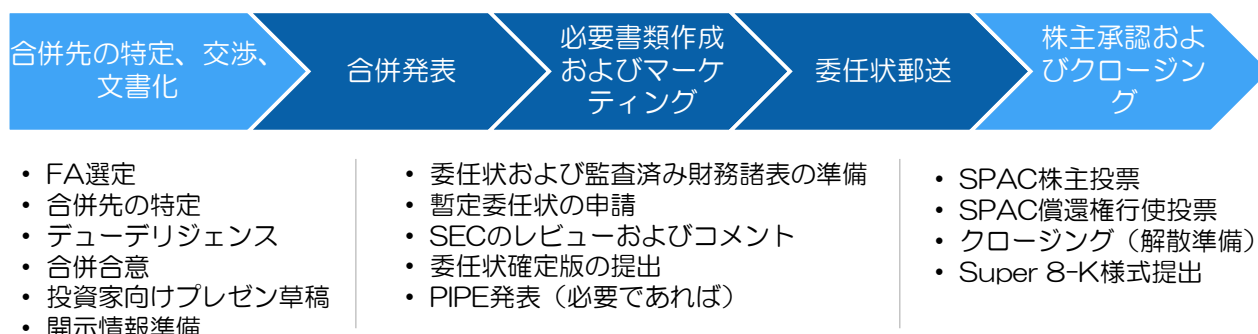 合併先の特定、交渉、
文書化
合併発表
必要書類作成
およびマーケ
ティング
委任状郵送
株主承認およ
びクロージン
グ
• FA選定
• 合併先の特定
• デューデリジェンス
• 合併合意
• 投資家向けプレゼン草稿
• 開示情報準備
• 委任状および監査済み財務諸表の準備
• 暫定委任状の申請
• SECのレビューおよびコメント
• 委任状確定版の提出
• PIPE発表（必要であれば）
• SPAC株主投票
• SPAC償還権行使投票
• クロージング（解散準備）
• Super 8-K様式提出